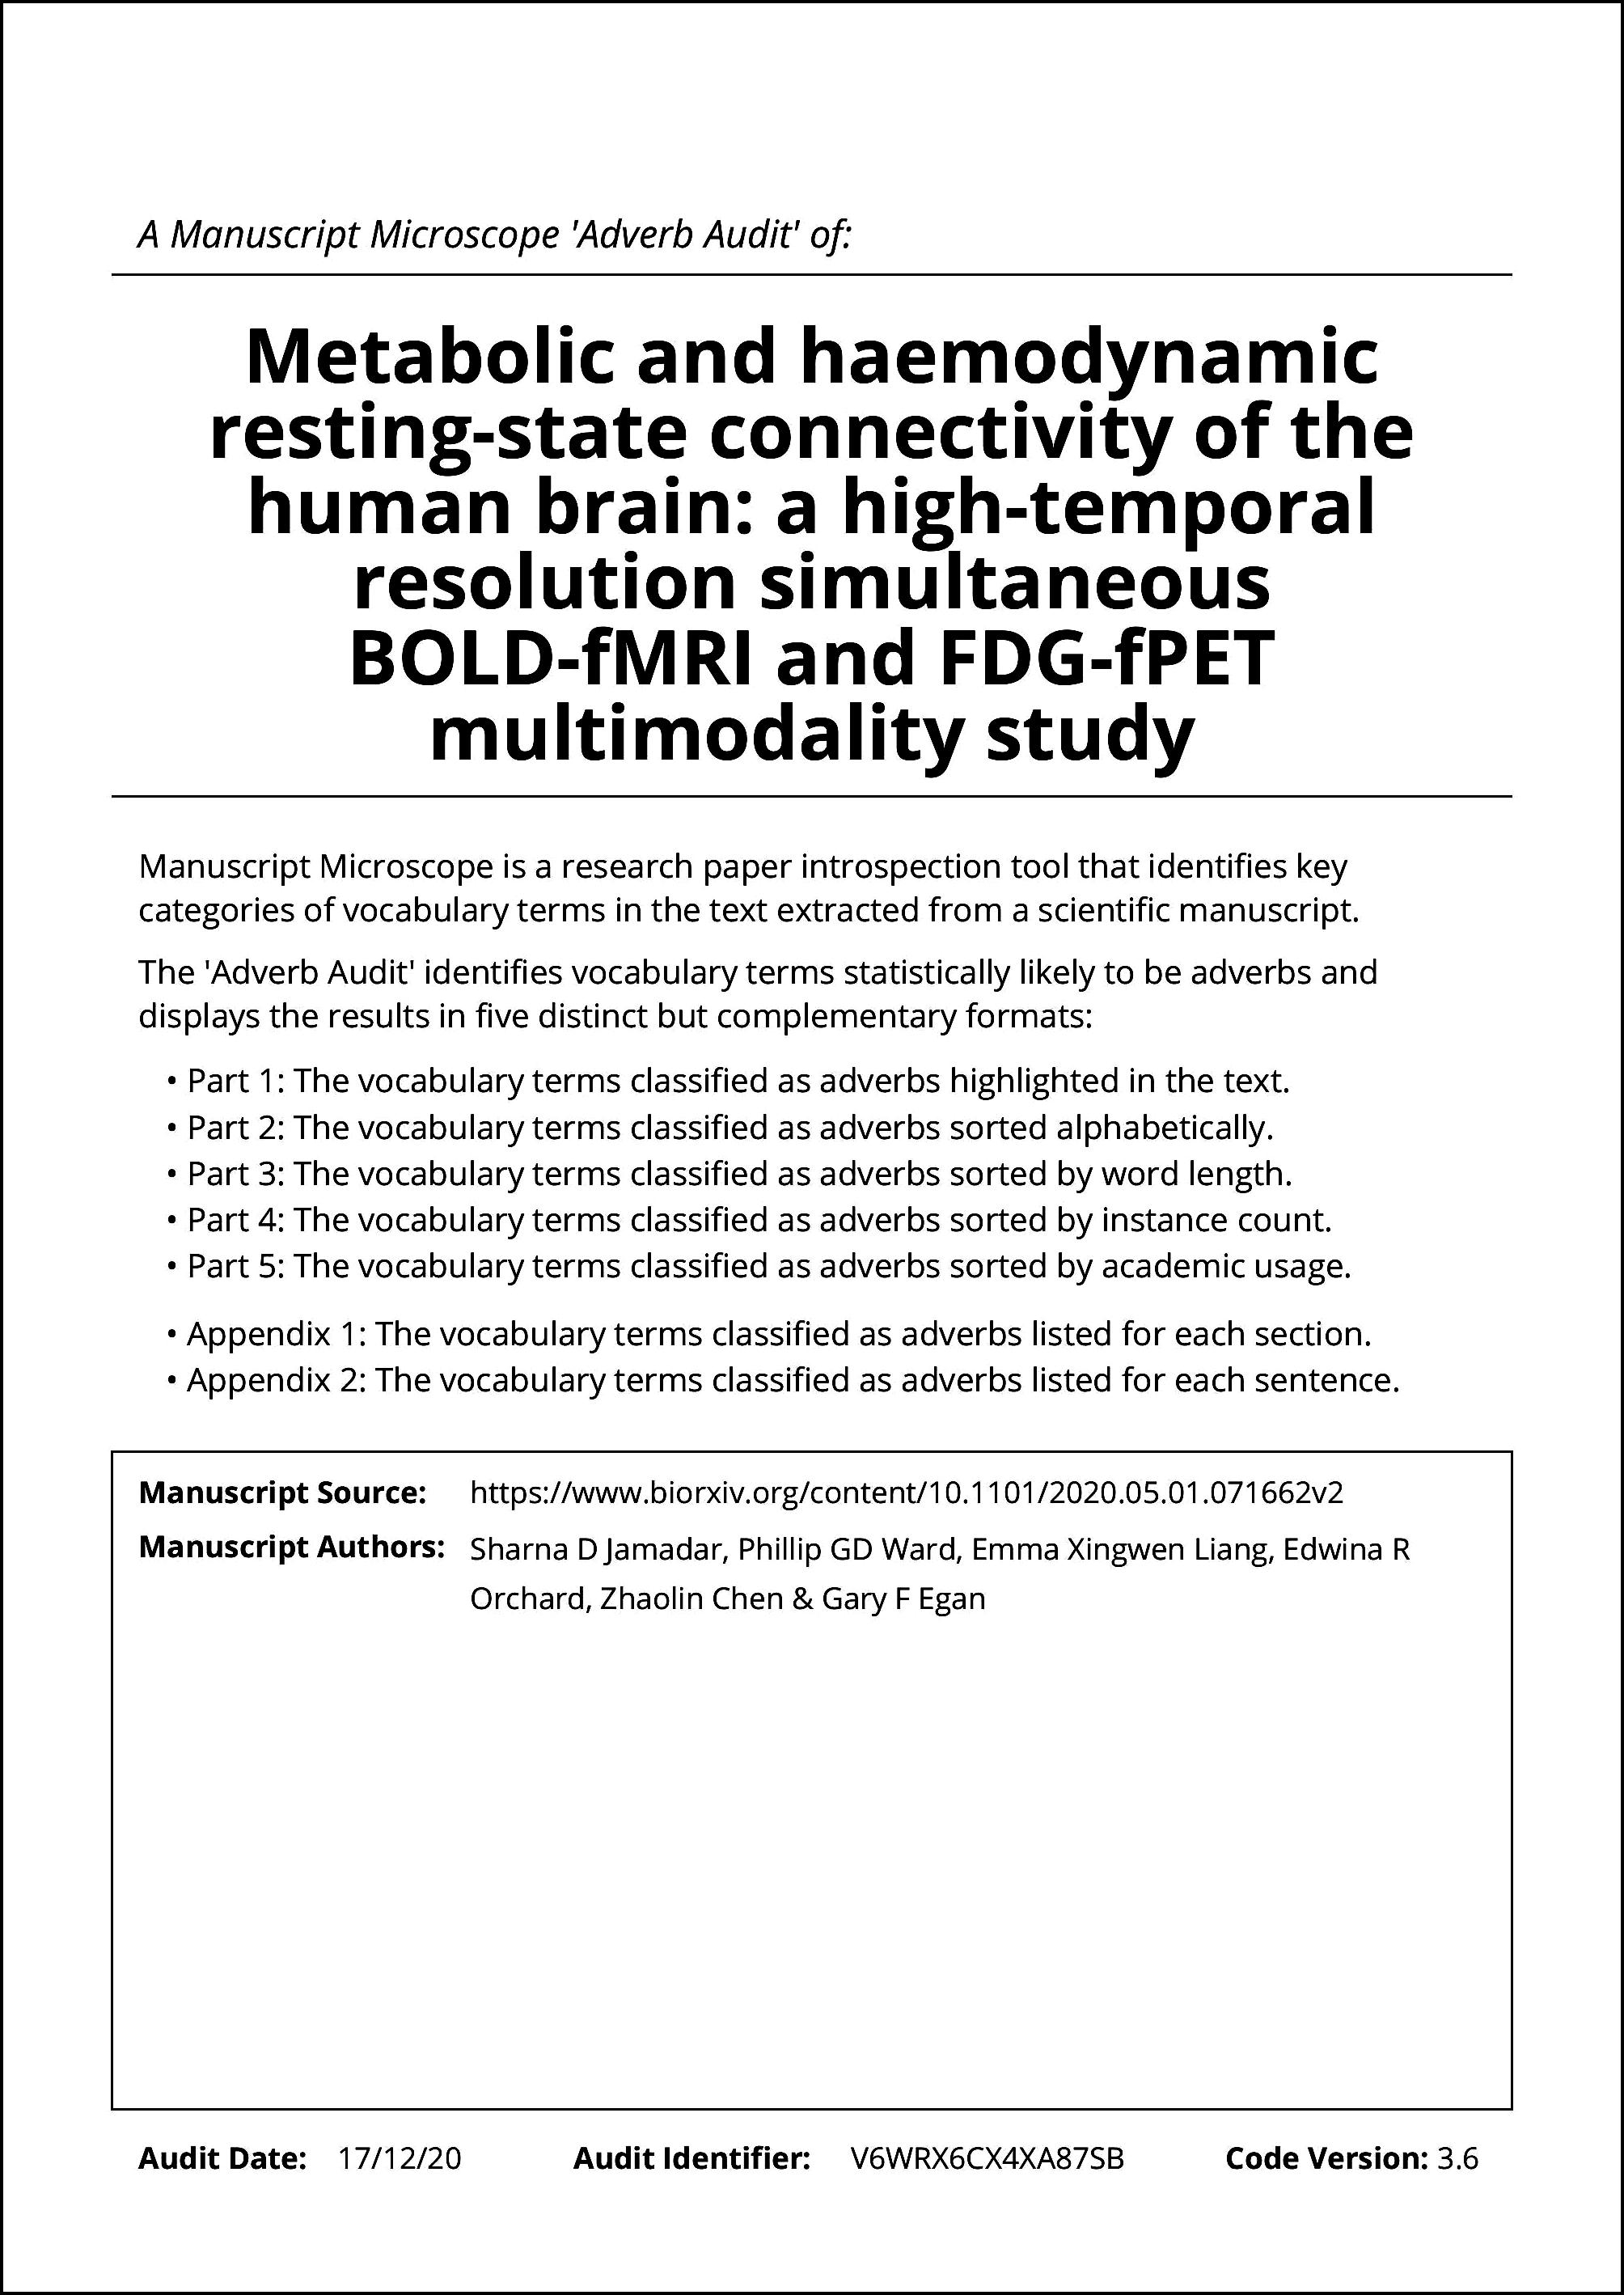 A Manuscript Microscope 'Adverb Audit' of:
Metabolic and haemodynamic
resting-state connectivity of the
human brain: a high-temporal
resolution simultaneous
BOLD-fMRI and FDG-fPET
multimodality study
Manuscript Microscope is a research paper introspection tool that identifies key
categories of vocabulary terms in the text extracted from a scientific manuscript.
The 'Adverb Audit' identifies vocabulary terms statistically likely to be adverbs and
displays the results in five distinct but complementary formats:
• Part 1: The vocabulary terms classified as adverbs highlighted in the text.
• Part 2: The vocabulary terms classified as adverbs sorted alphabetically.
• Part 3: The vocabulary terms classified as adverbs sorted by word length.
• Part 4: The vocabulary terms classified as adverbs sorted by instance count.
• Part 5: The vocabulary terms classified as adverbs sorted by academic usage.
• Appendix 1: The vocabulary terms classified as adverbs listed for each section.
• Appendix 2: The vocabulary terms classified as adverbs listed for each sentence.
Manuscript Source: https://www.biorxiv.org/content/10.1101/2020.05.01.071662v2
Manuscript Authors: Sharna D Jamadar, Phillip GD Ward, Emma Xingwen Liang, Edwina R
Orchard, Zhaolin Chen & Gary F Egan
Audit Date: 17/12/20 Audit Identifier: V6WRX6CX4XA87SB Code Version: 3.6